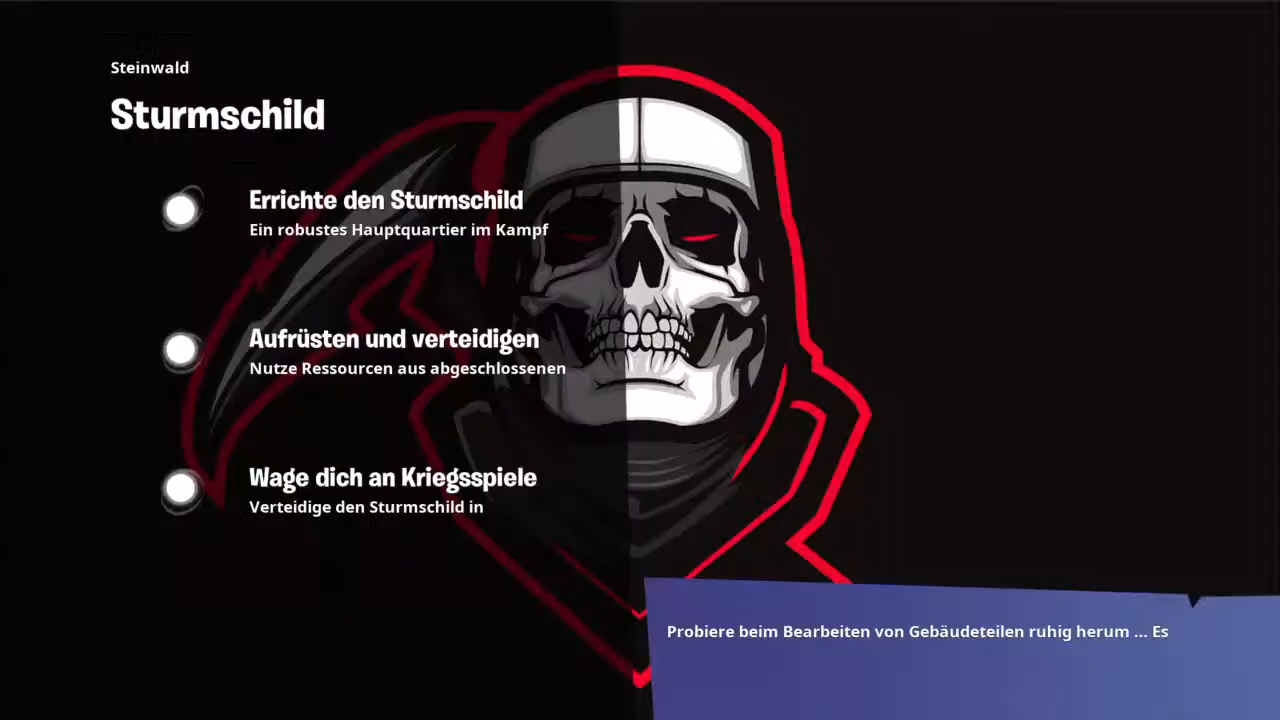 Steinwald
Sturmschild
Errichte den Sturmschild
Ein robustes Hauptquartier im Kampf
Aufrüsten und verteidigen
Nutze Ressourcen aus abgeschlossenen
Wage dich an Kriegsspiele
Verteidige den Sturmschild in
Probiere beim Bearbeiten von Gebäudeteilen ruhig herum ... Es